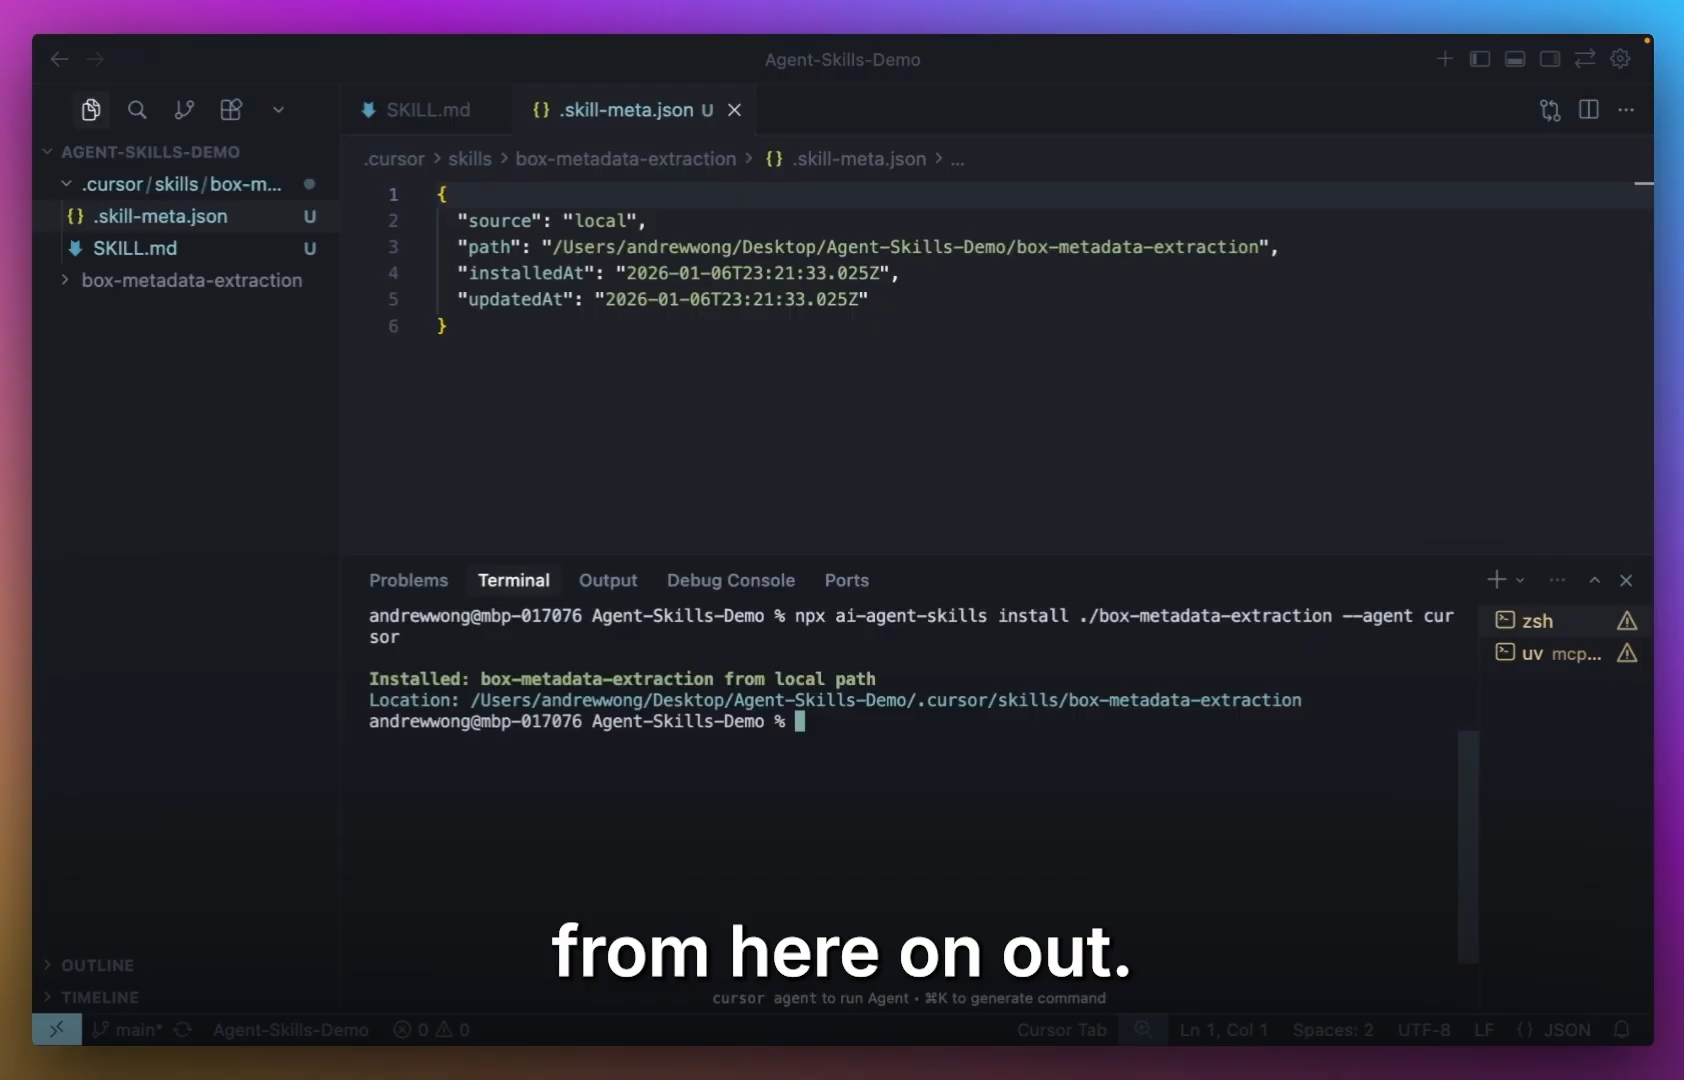 Agent-Skills-Demo
SKILL.md
{} .skill-meta.json U
AGENT-SKILLS-DEMO
.cursor/skills/box-m...
{} .skill-meta.json U
SKILL.md U
box-metadata-extraction
.cursor > skills > box-metadata-extraction > {} .skill-meta.json > ...
1 {
2 "source": "local",
3 "path": "/Users/andrewwong/Desktop/Agent-Skills-Demo/box-metadata-extraction",
4 "installedAt": "2026-01-06T23:21:33.025Z",
5 "updatedAt": "2026-01-06T23:21:33.025Z"
6 }
Problems Terminal Output Debug Console Ports
andrewwong@mbp-017076 Agent-Skills-Demo % npx ai-agent-skills install ./box-metadata-extraction --agent cur
sor
Installed: box-metadata-extraction from local path
Location: /Users/andrewwong/Desktop/Agent-Skills-Demo/.cursor/skills/box-metadata-extraction
andrewwong@mbp-017076 Agent-Skills-Demo %
zsh
uv mcp...
from here on out.
cursor agent to run Agent • ⌘K to generate command
OUTLINE
TIMELINE
main* Agent-Skills-Demo 0 0 Cursor Tab Ln 1, Col 1 Spaces: 2 UTF-8 LF {} JSON